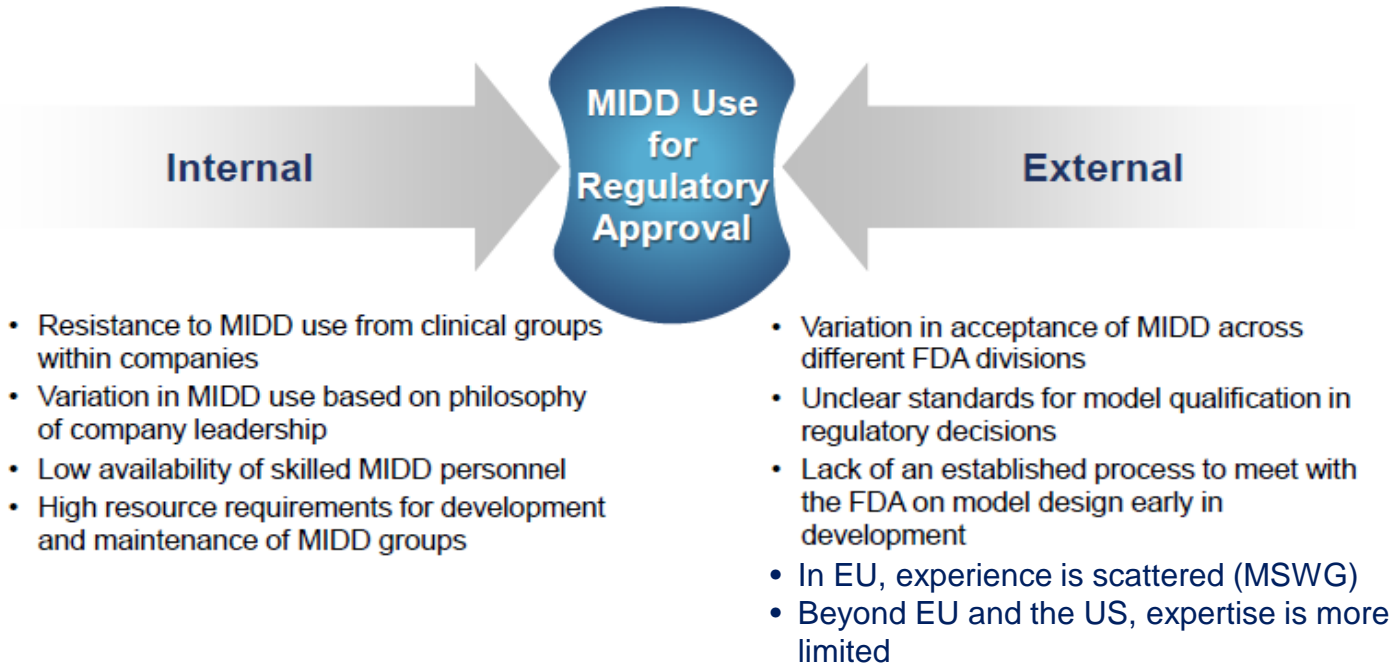 MIDD Use
for
Regulatory
Approval
Internal
External
• Resistance to MIDD use from clinical groups
within companies
• Variation in MIDD use based on philosophy
of company leadership
• Low availability of skilled MIDD personnel
• High resource requirements for development
and maintenance of MIDD groups
• Variation in acceptance of MIDD across
different FDA divisions
• Unclear standards for model qualification in
regulatory decisions
• Lack of an established process to meet with
the FDA on model design early in
development
• In EU, experience is scattered (MSWG)
• Beyond EU and the US, expertise is more
limited